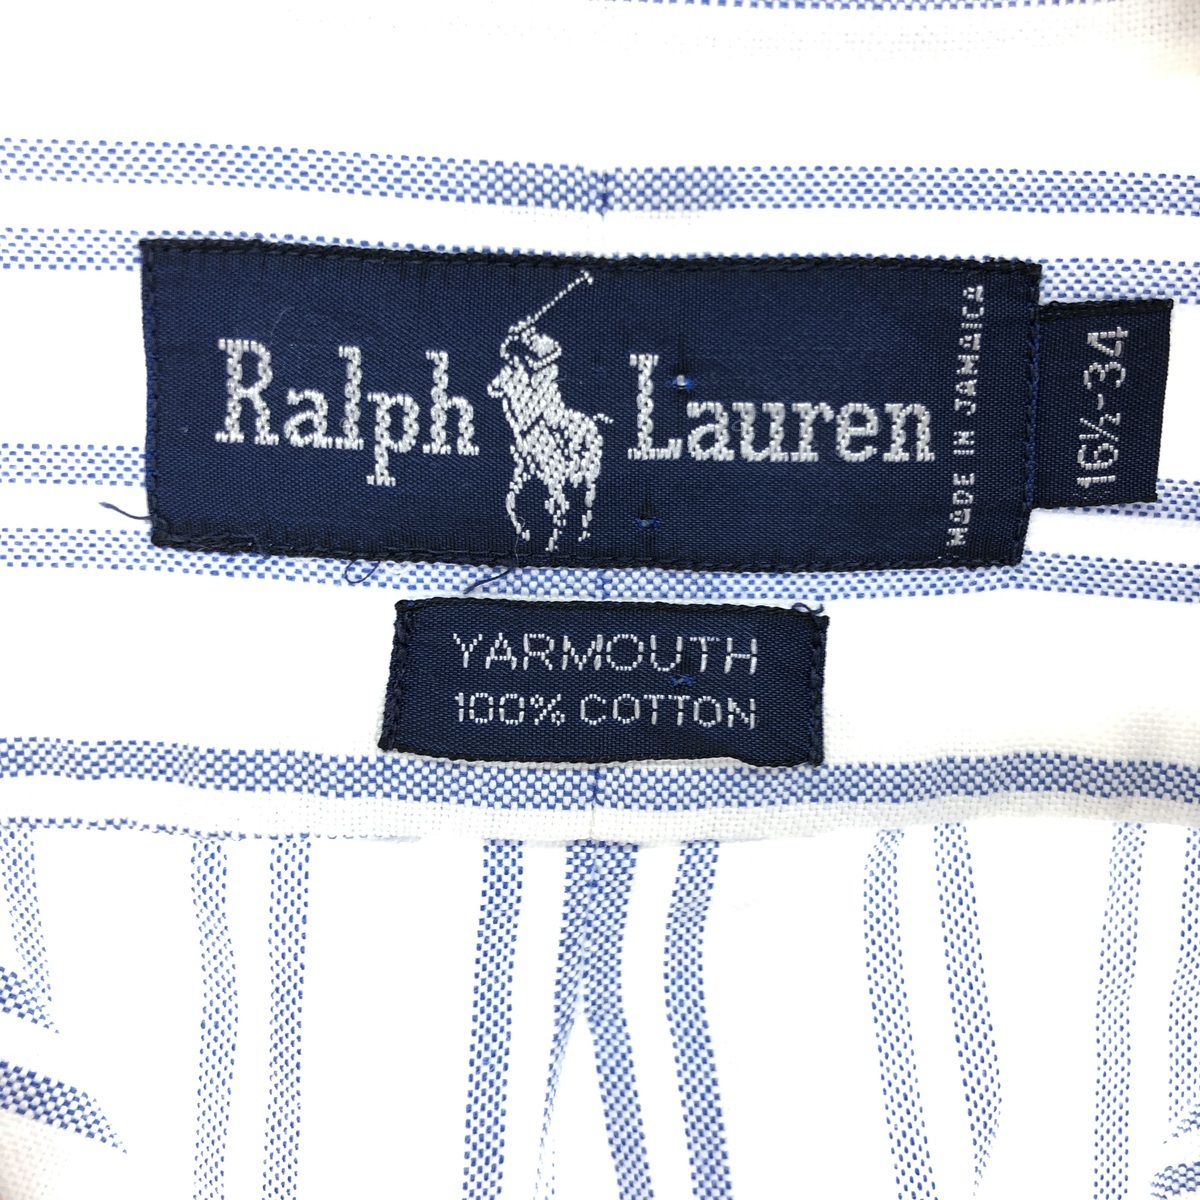 Ralph Lauren
MADE IN JAMAICA
16½-34
YARMOUTH
100% COTTON